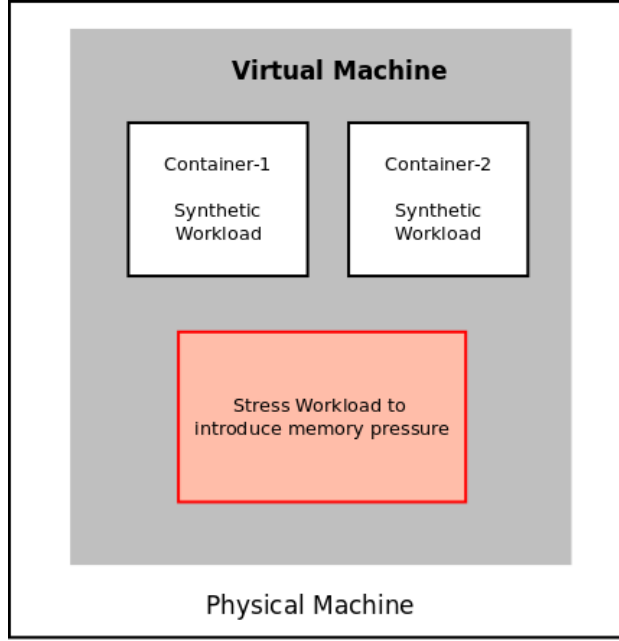 Virtual Machine
Container-1
Synthetic
Workload
Container-2
Synthetic
Workload
Stress Workload to
introduce memory pressure
Physical Machine